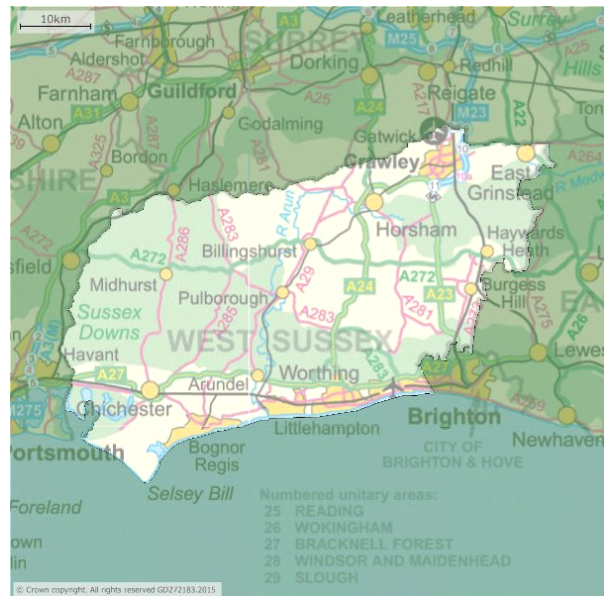 10km
Farnborough
Aldershot
A3
SURREY
Leatherhead
Surrey
M25
Dorking
Redhill
Hills
A287
Farnham
Guildford
A25
A24
A217
Reigate
A22
A31
Godalming
M23
Alton
A325
A287
Bordon
A281
Gatwick
Crawley
A264
SHIRE
A3
Haslemere
East
Grinstead
R Arun
11
10
10a
A272
A286
A283
Horsham
Haywards
Heath
sfield
A272
Billingshurst
A29
A272
Midhurst
Pulborough
A24
A23
Burgess
Hill
EA
Sussex
Downs
A285
A283
A281
A273
A275
A26
WEST SUSSEX
A3(M)
Havant
A27
Arundel
Worthing
A283
A27
Lewes
M275
Chichester
Littlehampton
Brighton
A259
Newhaven
Portsmouth
Bognor
Regis
CITY OF
BRIGHTON & HOVE
Selsey Bill
Foreland
Numbered unitary areas:
25 READING
26 WOKINGHAM
27 BRACKNELL FOREST
28 WINDSOR AND MAIDENHEAD
29 SLOUGH
own
lin
© Crown copyright. All rights reserved GD272183.2015